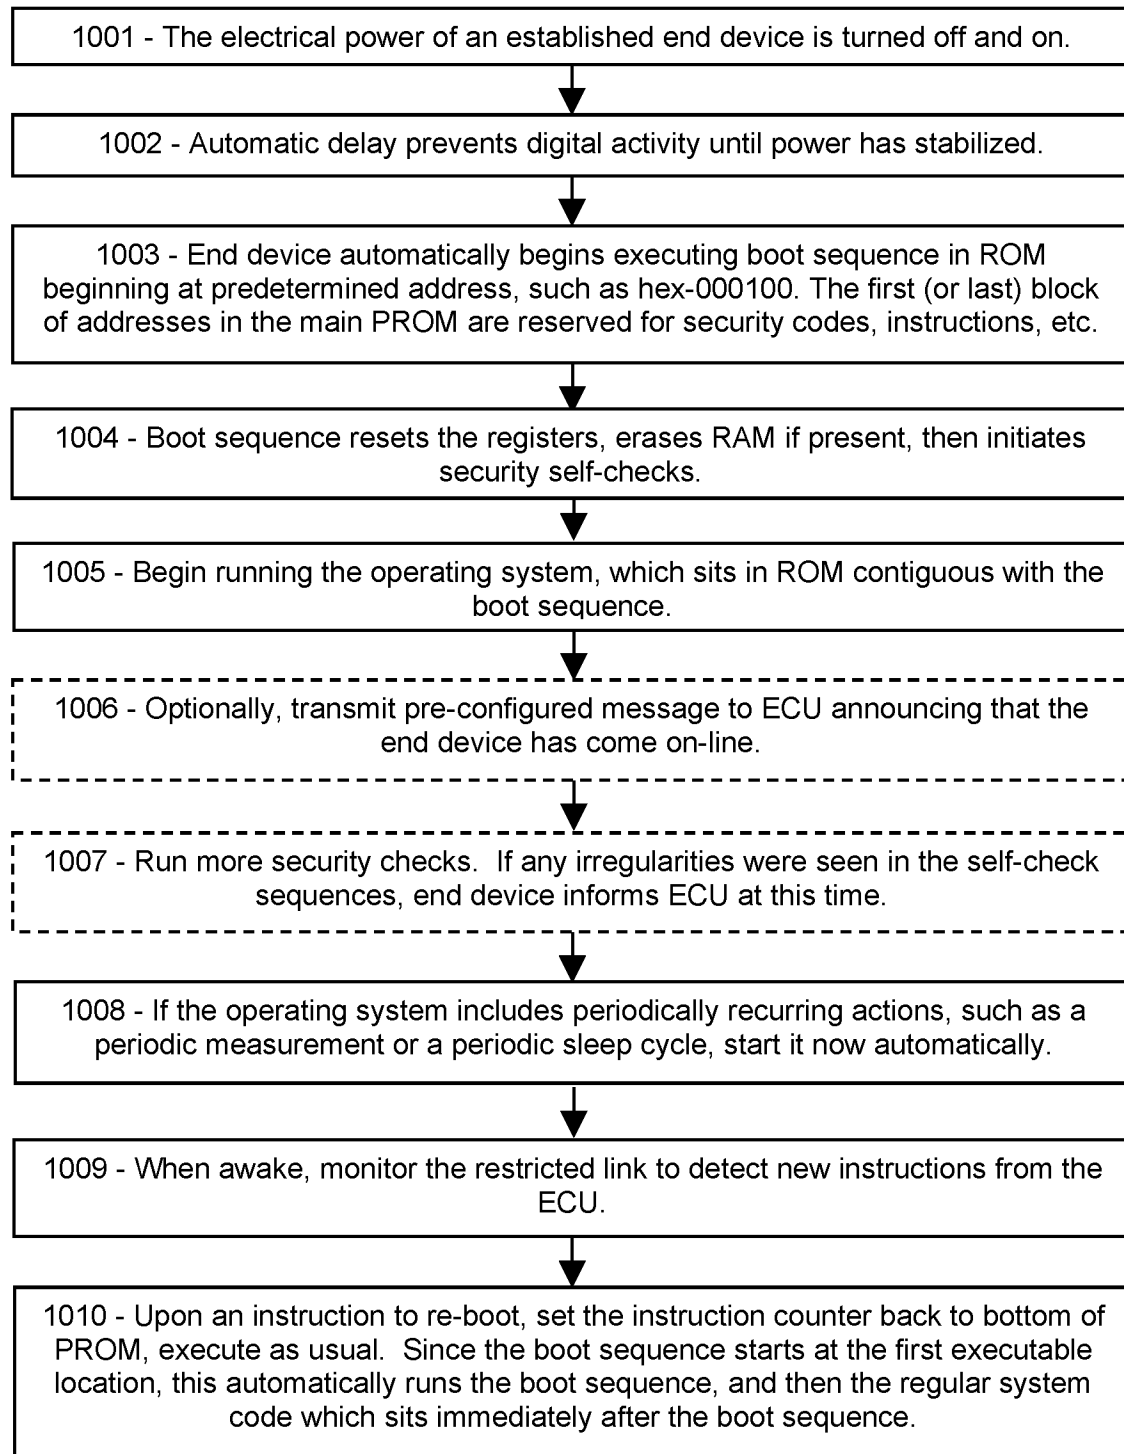 1001 - The electrical power of an established end device is turned off and on.
1002 - Automatic delay prevents digital activity until power has stabilized.
1003 - End device automatically begins executing boot sequence in ROM
beginning at predetermined address, such as hex-000100. The first (or last) block
of addresses in the main PROM are reserved for security codes, instructions, etc.
1004 - Boot sequence resets the registers, erases RAM if present, then initiates
security self-checks.
1005 - Begin running the operating system, which sits in ROM contiguous with the
boot sequence.
1006 - Optionally, transmit pre-configured message to ECU announcing that the
end device has come on-line.
1007 - Run more security checks.  If any irregularities were seen in the self-check
sequences, end device informs ECU at this time.
1008 - If the operating system includes periodically recurring actions, such as a
periodic measurement or a periodic sleep cycle, start it now automatically.
1009 - When awake, monitor the restricted link to detect new instructions from the
ECU.
1010 - Upon an instruction to re-boot, set the instruction counter back to bottom of
PROM, execute as usual.  Since the boot sequence starts at the first executable
location, this automatically runs the boot sequence, and then the regular system
code which sits immediately after the boot sequence.